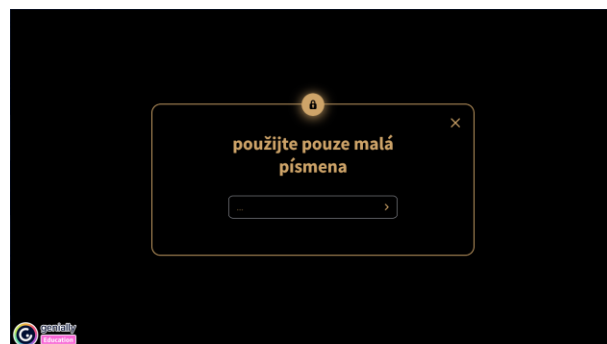 použijte pouze malá
písmena
...
genially
Education